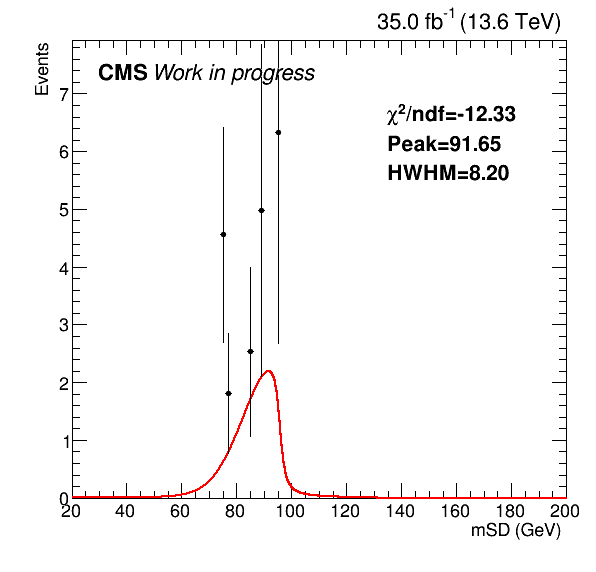 35.0 fb-1 (13.6 TeV)
Events
CMS Work in progress
χ2/ndf=-12.33
Peak=91.65
HWHM=8.20
7
6
5
4
3
2
1
0
20 40 60 80 100 120 140 160 180 200
mSD (GeV)